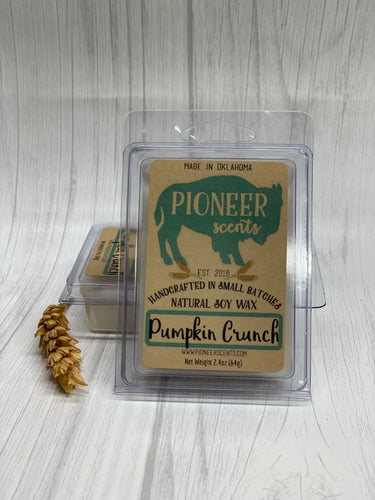 MADE IN OKLAHOMA
PIONEER
scents
EST. 2016
HANDCRAFTED IN SMALL BATCHES
NATURAL SOY WAX
Pumpkin Crunch
WWW.PIONEERSCENTS.COM
Net Weight 2.4oz (64g)